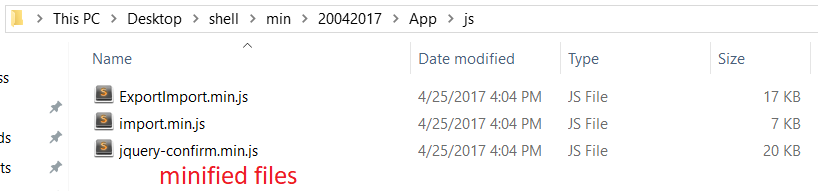 This PC > Desktop > shell > min > 20042017 > App > js
Name Date modified Type Size
ss
ExportImport.min.js 4/25/2017 4:04 PM JS File 17 KB
import.min.js 4/25/2017 4:04 PM JS File 7 KB
ds jquery-confirm.min.js 4/25/2017 4:04 PM JS File 20 KB
ts minified files